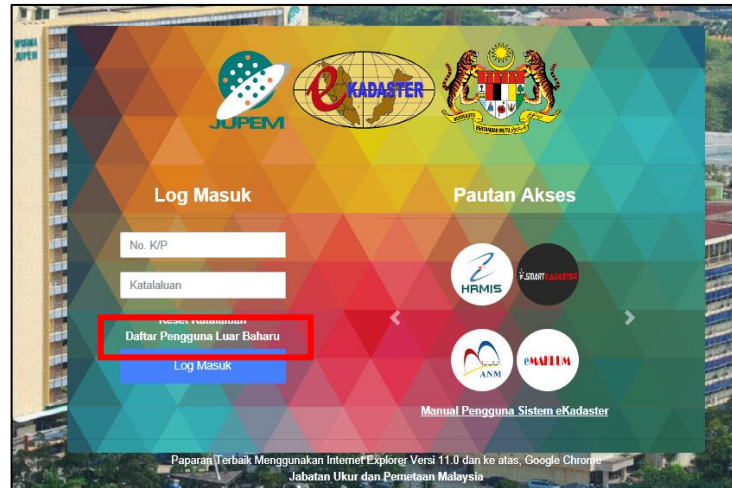 WISMA
JUPEM
JUPEM
eKADASTER
Log Masuk
No. K/P
Katalaluan
Reset Katalaluan
Daftar Pengguna Luar Baharu
Log Masuk
Pautan Akses
HRMIS
SMARTKADASTER
ANM
eMAKLUM
Manual Pengguna Sistem eKadaster
Paparan Terbaik Menggunakan Internet Explorer Versi 11.0 dan ke atas, Google Chrome
Jabatan Ukur dan Pemetaan Malaysia